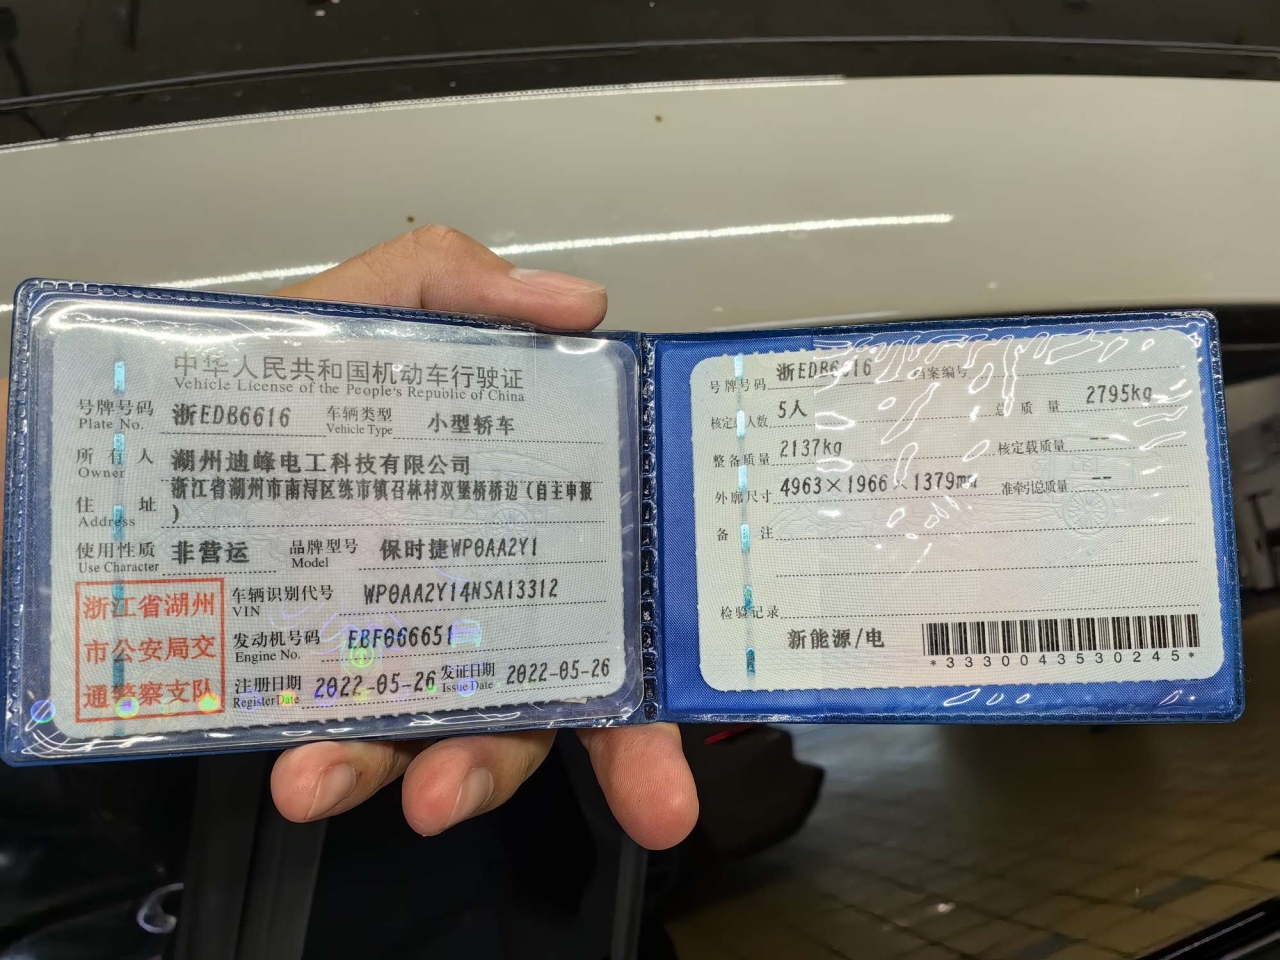 中华人民共和国机动车行驶证
Vehicle License of the People's Republic of China
号牌号码 浙EDB6616 车辆类型 小型轿车
Plate No. Vehicle Type
所有人 湖州迪峰电工科技有限公司
Owner
浙江省湖州市南浔区练市镇召林村双堡桥桥边(自主申报
住址 )
Address
使用性质 非营运 品牌型号 保时捷WP0AA2Y1
Use Character Model
浙江省湖州
市公安局交
通警察支队
车辆识别代号 WP0AA2Y14NSA13312
VIN
发动机号码 EBF066651
Engine No.
注册日期 2022-05-26 发证日期 2022-05-26
Register Date Issue Date
号牌号码 浙EDB6616 档案编号
核定载人数 5人 总质量 2795kg
整备质量 2137kg 核定载质量 --
外廓尺寸 4963×1966×1379mm 准牵引总质量 --
备注
检验记录
新能源/电
*3330043530245*